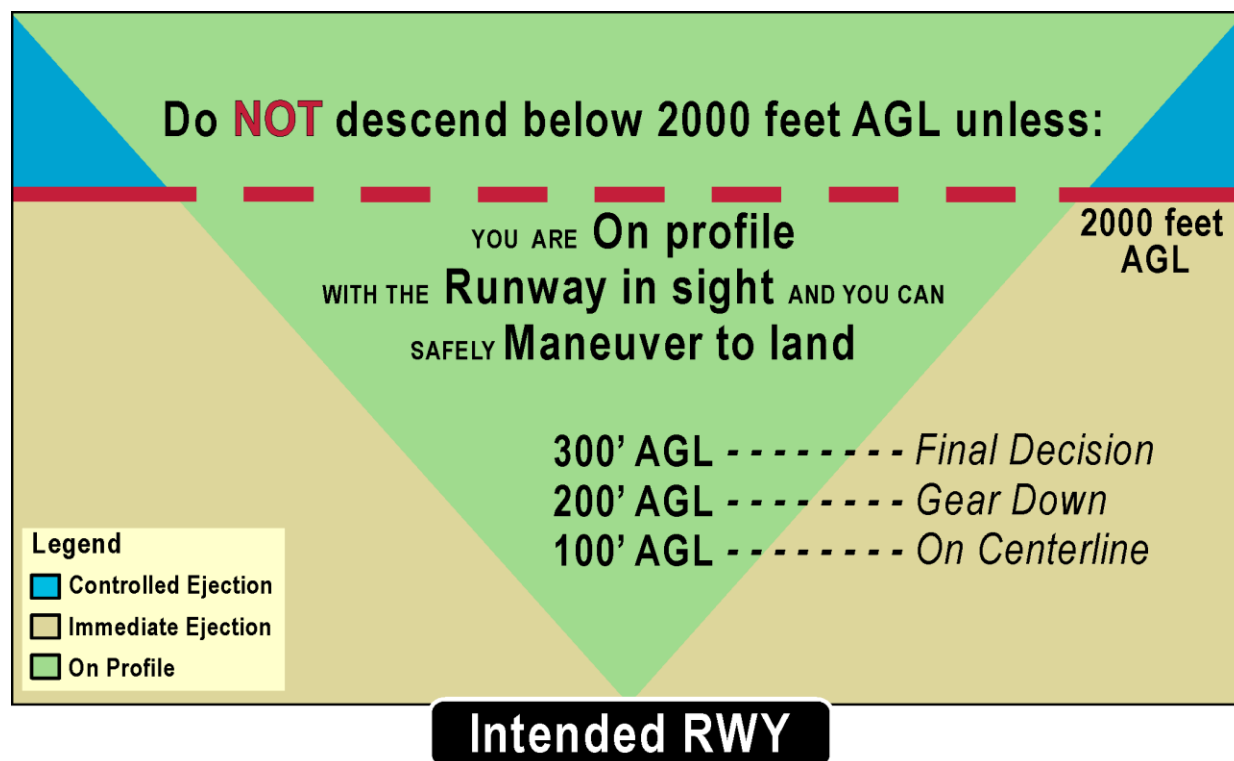 Do NOT descend below 2000 feet AGL unless:
YOU ARE On profile
WITH THE Runway in sight AND YOU CAN
SAFELY Maneuver to land
2000 feet
AGL
300' AGL - - - - - - - - Final Decision
200' AGL - - - - - - - - Gear Down
100' AGL - - - - - - - - On Centerline
Legend
Controlled Ejection
Immediate Ejection
On Profile
Intended RWY